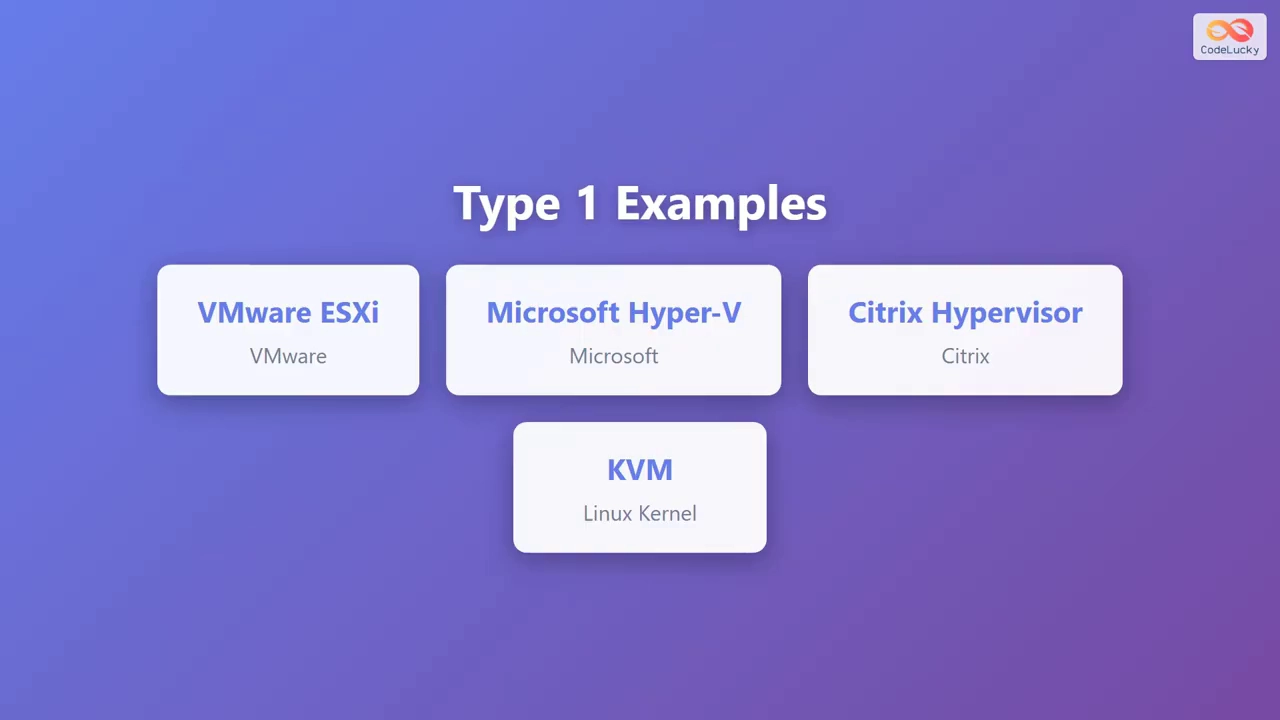 CodeLucky
Type 1 Examples
VMware ESXi
VMware
Microsoft Hyper-V
Microsoft
Citrix Hypervisor
Citrix
KVM
Linux Kernel